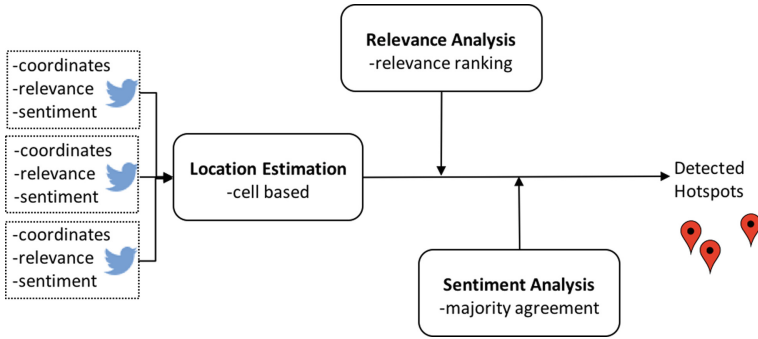 -coordinates
-relevance
-sentiment
-coordinates
-relevance
-sentiment
-coordinates
-relevance
-sentiment
Location Estimation
-cell based
Relevance Analysis
-relevance ranking
Sentiment Analysis
-majority agreement
Detected
Hotspots